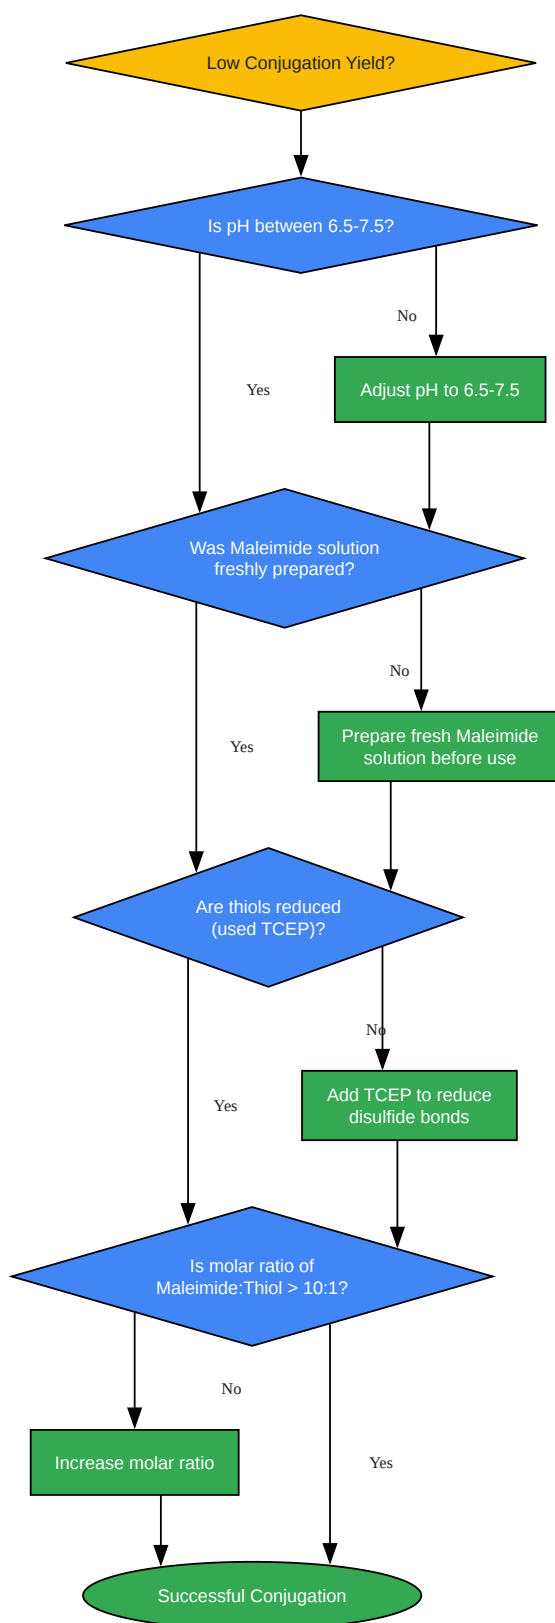 Low Conjugation Yield?
Is pH between 6.5-7.5?
No
Yes
Adjust pH to 6.5-7.5
Was Maleimide solution
freshly prepared?
No
Prepare fresh Maleimide
solution before use
Yes
Are thiols reduced
(used TCEP)?
No
Add TCEP to reduce
disulfide bonds
Yes
Is molar ratio of
Maleimide:Thiol > 10:1?
No
Increase molar ratio
Yes
Successful Conjugation